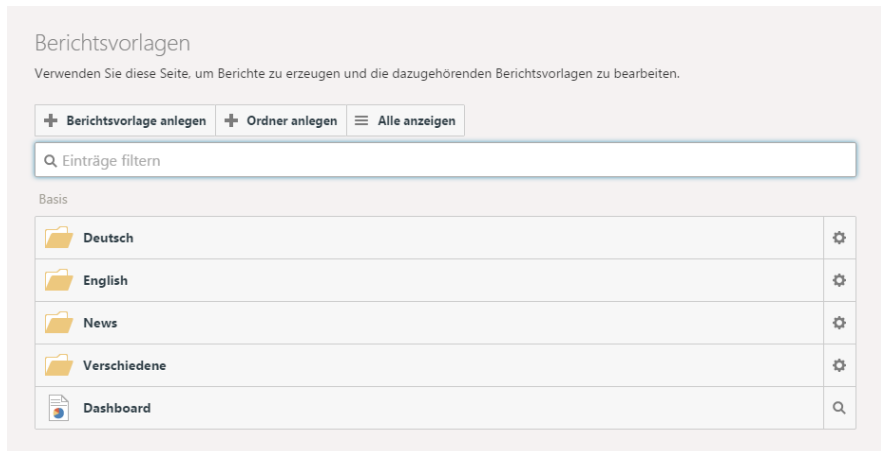 Berichtsvorlagen
Verwenden Sie diese Seite, um Berichte zu erzeugen und die dazugehörenden Berichtsvorlagen zu bearbeiten.
Berichtsvorlage anlegen Ordner anlegen Alle anzeigen
Einträge filtern
Basis
Deutsch
English
News
Verschiedene
Dashboard